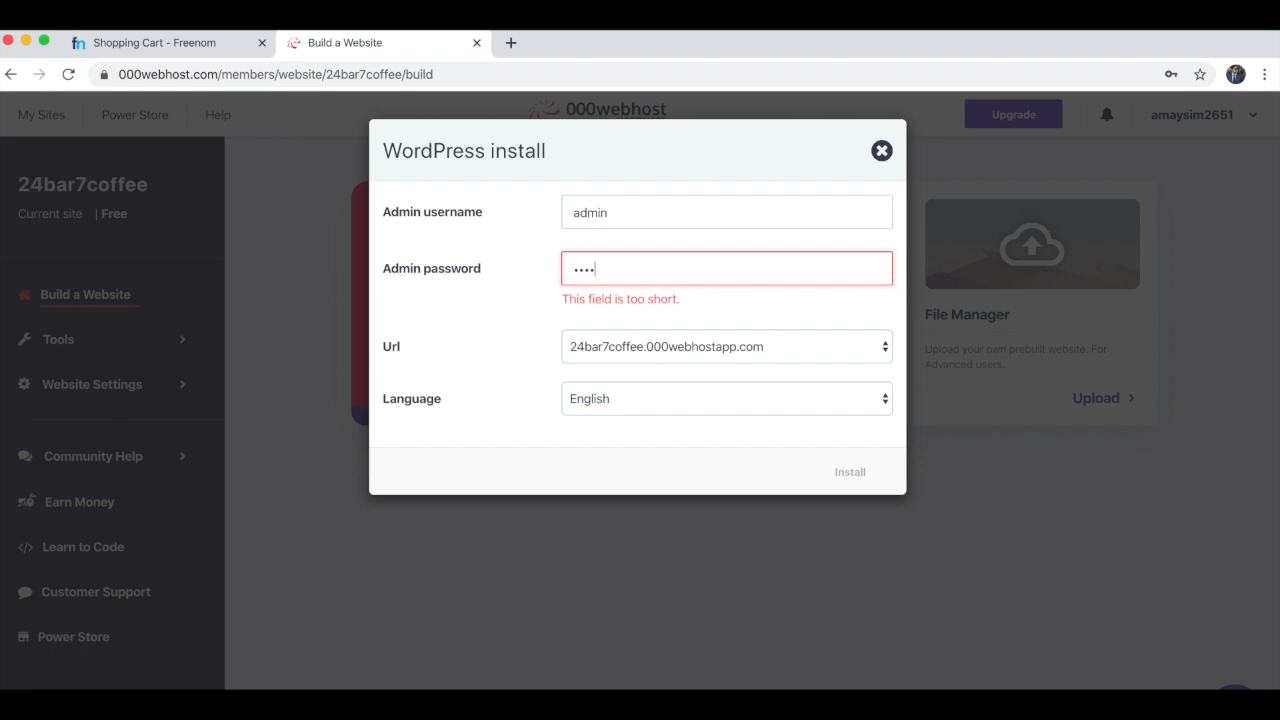 Shopping Cart - Freenom
Build a Website
000webhost.com/members/website/24bar7coffee/build
My Sites
Power Store
Help
000webhost
Upgrade
amaysim2651
24bar7coffee
Current site | Free
Build a Website
Tools
Website Settings
Community Help
Earn Money
Learn to Code
Customer Support
Power Store
WordPress install
Admin username
admin
Admin password
••••
This field is too short.
Url
24bar7coffee.000webhostapp.com
Language
English
Install
File Manager
Upload your own prebuilt website. For
Advanced users.
Upload